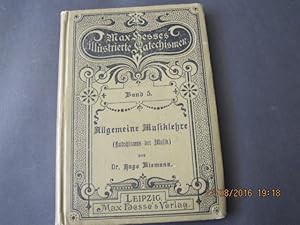 Max Hesses
illustrierte Katechismen
Band 5.
Allgemeine Musiklehre
(Katechismus der Musik)
von
Dr. Hugo Riemann.
LEIPZIG
Max Hesse's Verlag.
08/2016 19:18